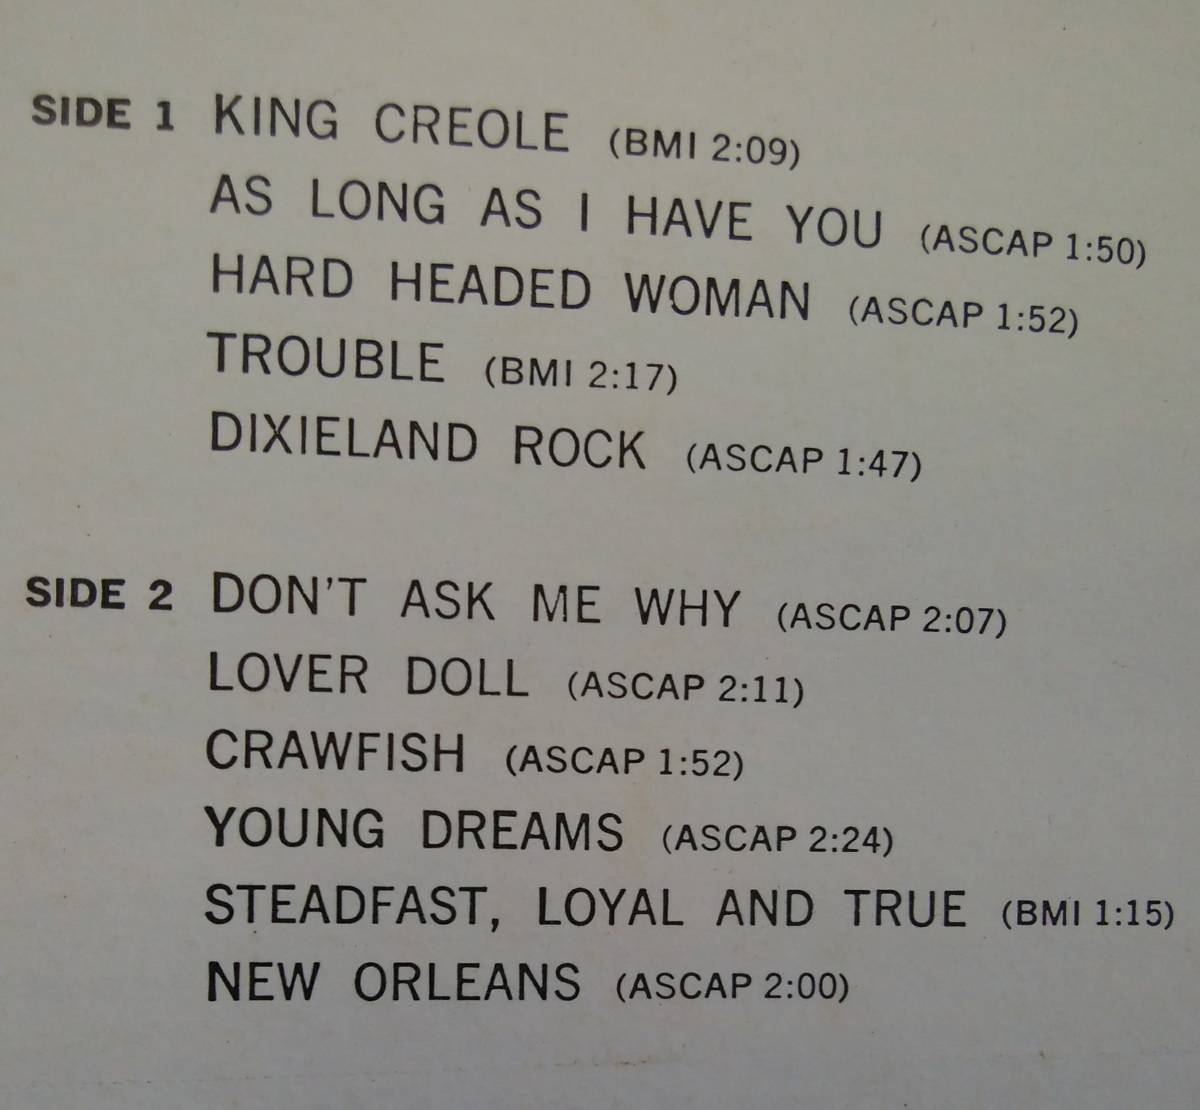 SIDE 1 KING CREOLE (BMI 2:09)
AS LONG AS I HAVE YOU (ASCAP 1:50)
HARD HEADED WOMAN (ASCAP 1:52)
TROUBLE (BMI 2:17)
DIXIELAND ROCK (ASCAP 1:47)
SIDE 2 DON'T ASK ME WHY (ASCAP 2:07)
LOVER DOLL (ASCAP 2:11)
CRAWFISH (ASCAP 1:52)
YOUNG DREAMS (ASCAP 2:24)
STEADFAST, LOYAL AND TRUE (BMI 1:15)
NEW ORLEANS (ASCAP 2:00)